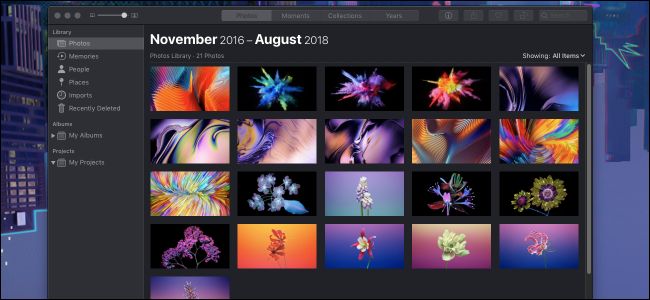 Photos Moments Collections Years Search
Library
Photos
Memories
People
Places
Imports
Recently Deleted
Albums
My Albums
Projects
My Projects
November 2016 – August 2018
Photos Library · 21 Photos
Showing: All Items